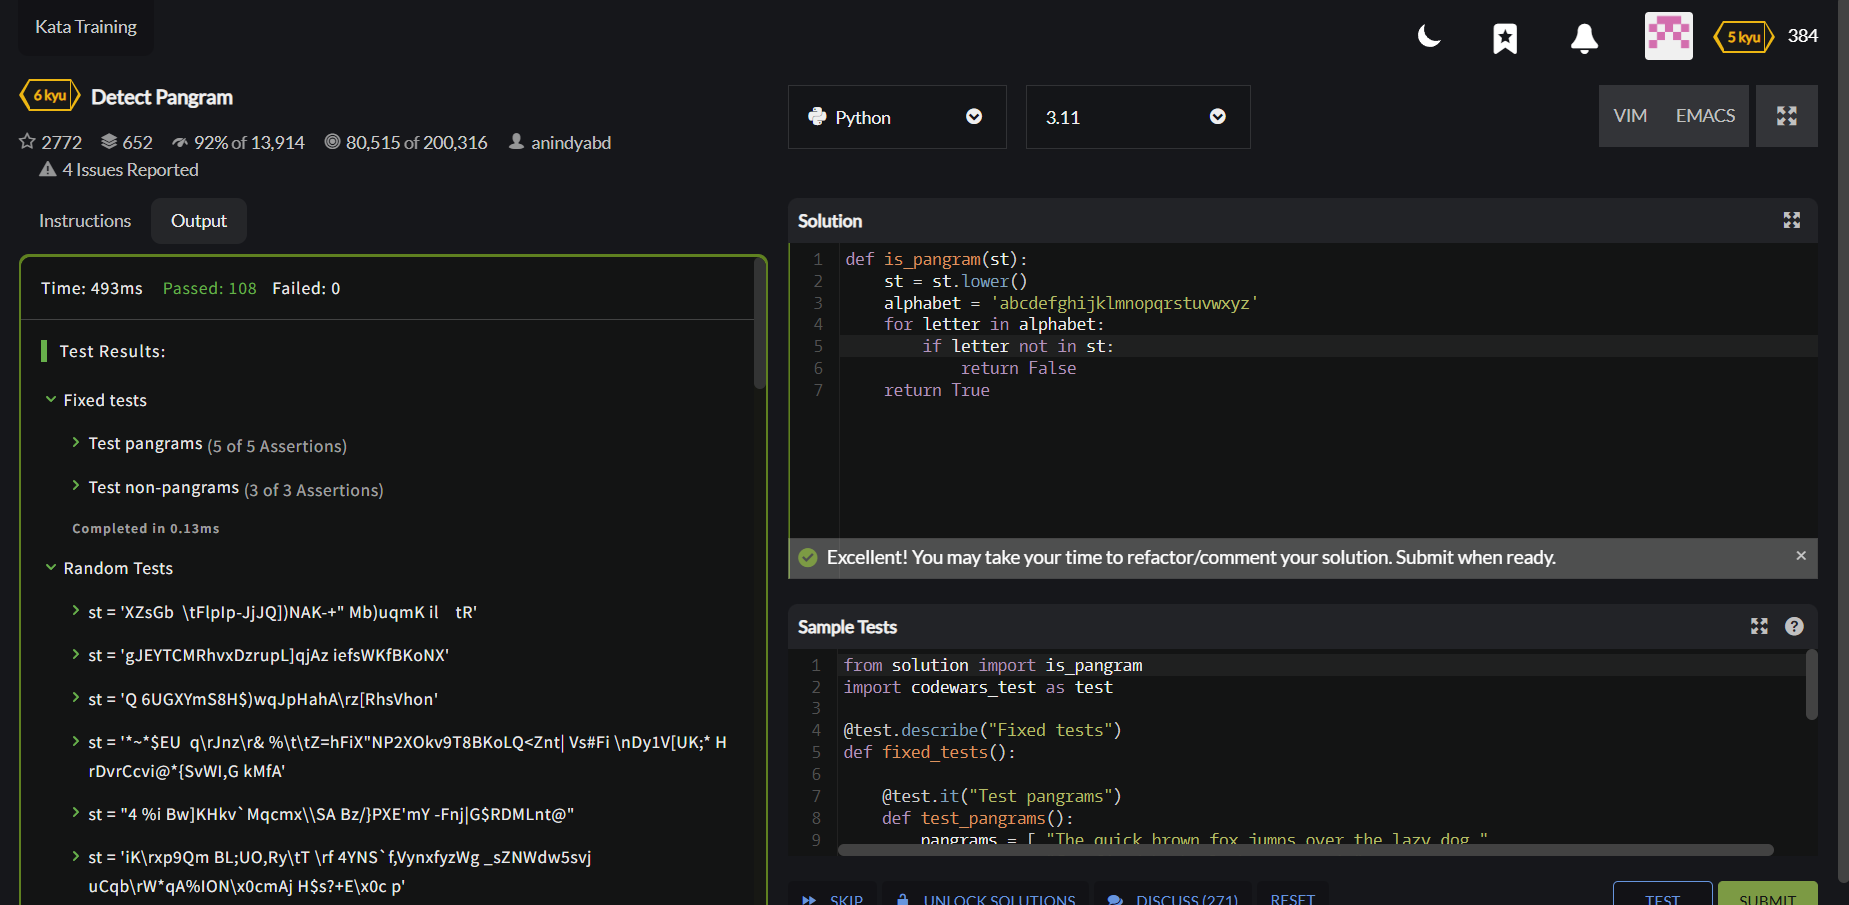 Kata Training
5 kyu 384
6 kyu Detect Pangram
2772 652 92% of 13,914 80,515 of 200,316 anindyabd
4 Issues Reported
Instructions Output
Time: 493ms Passed: 108 Failed: 0
Test Results:
Fixed tests
Test pangrams (5 of 5 Assertions)
Test non-pangrams (3 of 3 Assertions)
Completed in 0.13ms
Random Tests
st = 'XZsGb  \tFlpIp-JjJQ])NAK-+" Mb)uqmK il    tR'
st = 'gJEYTCMRhvxDzrupL]qjAz iefsWKfBKoNX'
st = 'Q 6UGXYmS8H$)wqJpHahA\rz[RhsVhon'
st = '*~*$EU  q\rJnz\r& %\t\tZ=hFiX"NP2XOkv9T8BKoLQ<Znt| Vs#Fi \nDy1V[UK;* H
rDvrCcvi@*{SvWI,G kMfA'
st = "4 %i Bw]KHkv`Mqcmx\\SA Bz/}PXE'mY -Fnj|G$RDMLnt@"
st = 'iK\rxp9Qm BL;UO,Ry\tT \rf 4YNS`f,VynxfyzWg _sZNWdw5svj
uCqb\rW*qA%ION\x0cmAj H$s?+E\x0c p'
Python 3.11 VIM EMACS
Solution
1 def is_pangram(st):
2     st = st.lower()
3     alphabet = 'abcdefghijklmnopqrstuvwxyz'
4     for letter in alphabet:
5         if letter not in st:
6             return False
7     return True
Excellent! You may take your time to refactor/comment your solution. Submit when ready. ×
Sample Tests ?
1 from solution import is_pangram
2 import codewars_test as test
3
4 @test.describe("Fixed tests")
5 def fixed_tests():
6
7     @test.it("Test pangrams")
8     def test_pangrams():
9         pangrams = [ "The quick brown fox jumps over the lazy dog."
SKIP UNLOCK SOLUTIONS DISCUSS (271) RESET TEST SUBMIT